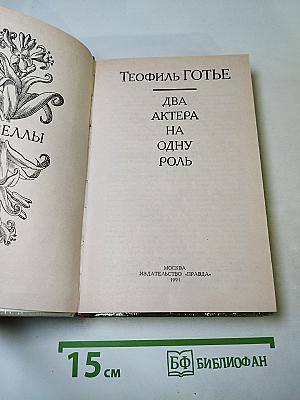 ЕЛЛЫ
Теофиль ГОТЬЕ
ДВА
АКТЕРА
НА
ОДНУ
РОЛЬ
МОСКВА
ИЗДАТЕЛЬСТВО «ПРАВДА»
1991
15 см
БФ БИБЛИОФАН